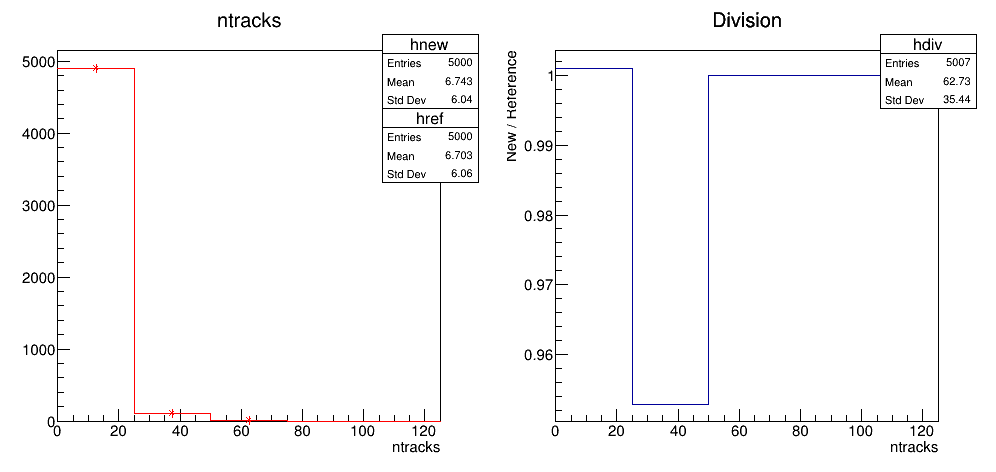 ntracks
hnew
Entries 5000
Mean 6.743
Std Dev 6.04
href
Entries 5000
Mean 6.703
Std Dev 6.06
5000
4000
3000
2000
1000
0
0 20 40 60 80 100 120
ntracks
Division
hdiv
Entries 5007
Mean 62.73
Std Dev 35.44
New / Reference
1
0.99
0.98
0.97
0.96
0 20 40 60 80 100 120
ntracks